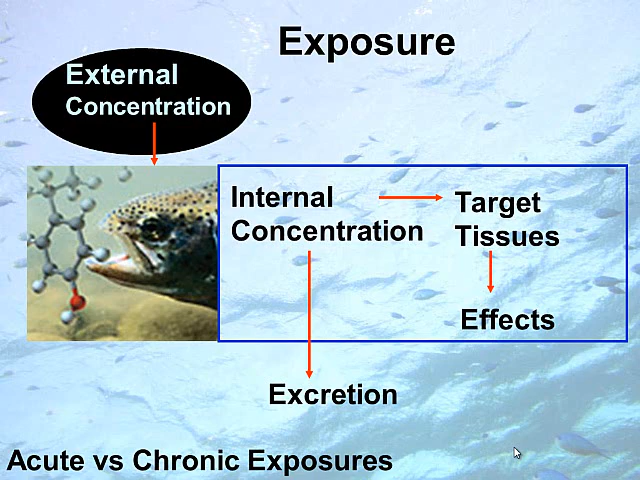 Exposure
External
Concentration
Internal
Concentration
Target
Tissues
Effects
Excretion
Acute vs Chronic Exposures